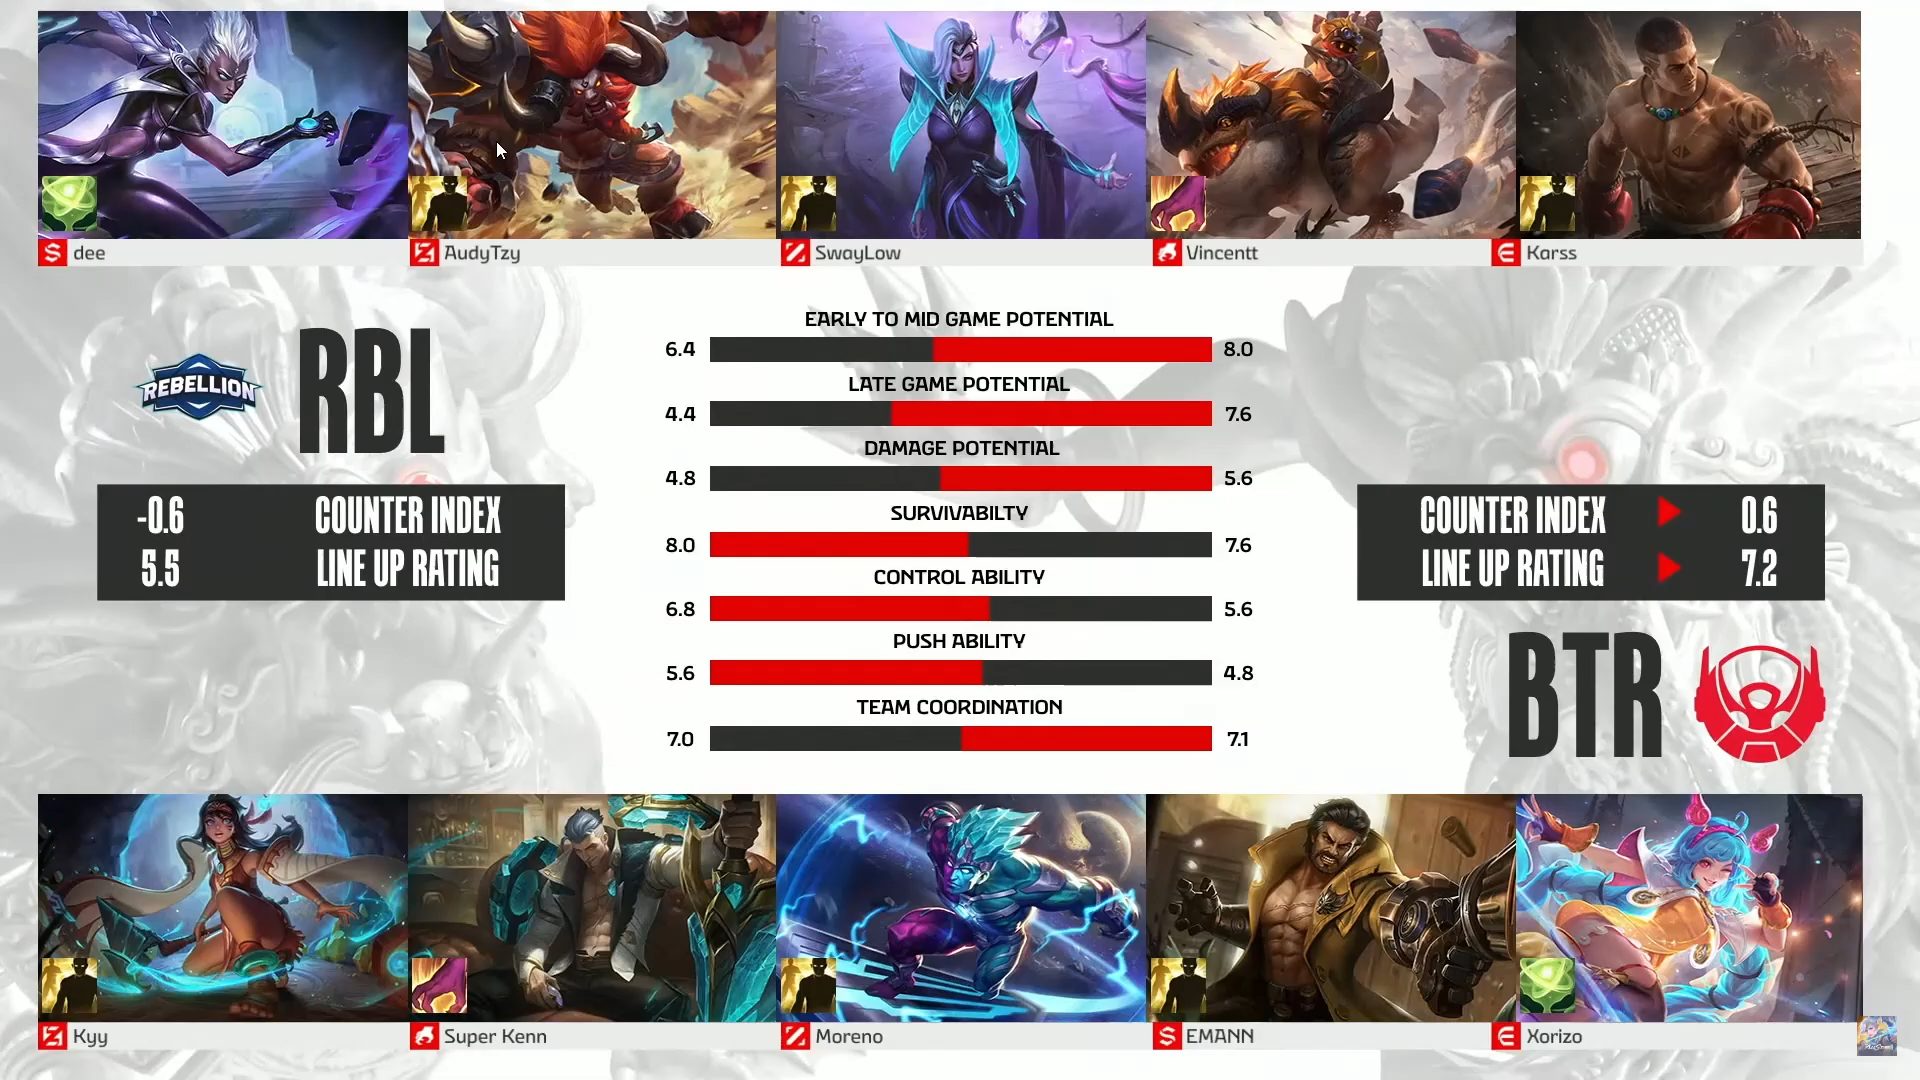 dee
AudyTzy
SwayLow
Vincentt
Karss
REBELLION
RBL
-0.6 COUNTER INDEX
5.5 LINE UP RATING
EARLY TO MID GAME POTENTIAL
6.4 8.0
LATE GAME POTENTIAL
4.4 7.6
DAMAGE POTENTIAL
4.8 5.6
SURVIVABILTY
8.0 7.6
CONTROL ABILITY
6.8 5.6
PUSH ABILITY
5.6 4.8
TEAM COORDINATION
7.0 7.1
COUNTER INDEX 0.6
LINE UP RATING 7.2
BTR
Kyy
Super Kenn
Moreno
EMANN
Xorizo